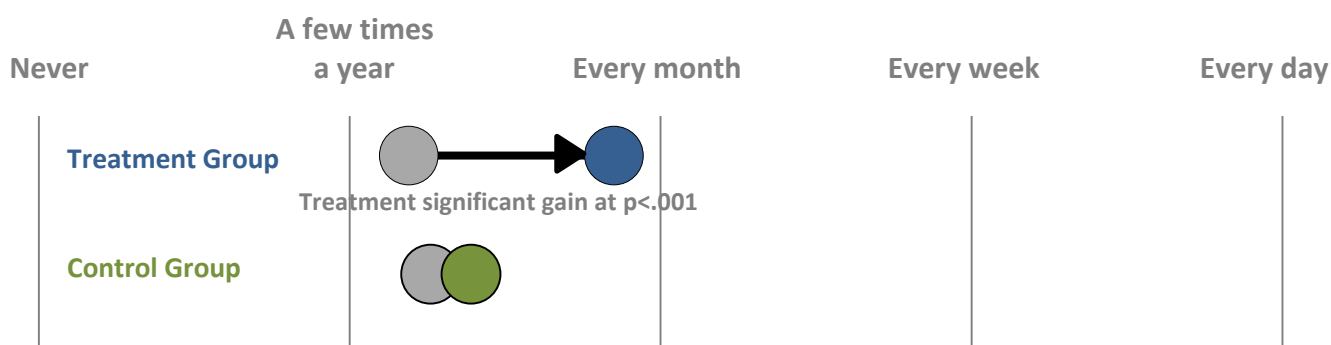 A few times
Never a year Every month Every week Every day
Treatment Group
Treatment significant gain at p<.001
Control Group